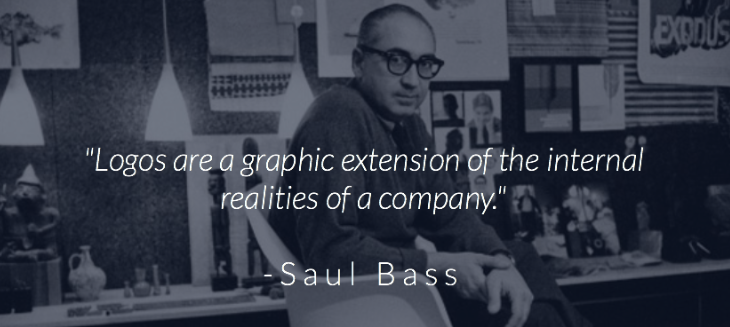 EXODUS
"Logos are a graphic extension of the internal
realities of a company."
-Saul Bass